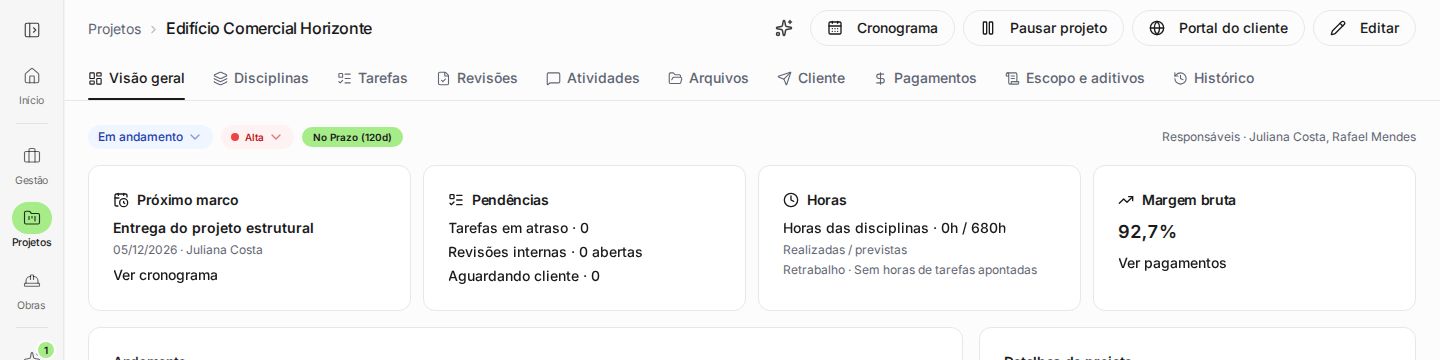 Projetos > Edifício Comercial Horizonte
Cronograma
Pausar projeto
Portal do cliente
Editar
Início
Gestão
Projetos
Obras
1
Visão geral
Disciplinas
Tarefas
Revisões
Atividades
Arquivos
Cliente
Pagamentos
Escopo e aditivos
Histórico
Em andamento
Alta
No Prazo (120d)
Responsáveis · Juliana Costa, Rafael Mendes
Próximo marco
Entrega do projeto estrutural
05/12/2026 · Juliana Costa
Ver cronograma
Pendências
Tarefas em atraso · 0
Revisões internas · 0 abertas
Aguardando cliente · 0
Horas
Horas das disciplinas · 0h / 680h
Realizadas / previstas
Retrabalho · Sem horas de tarefas apontadas
Margem bruta
92,7%
Ver pagamentos